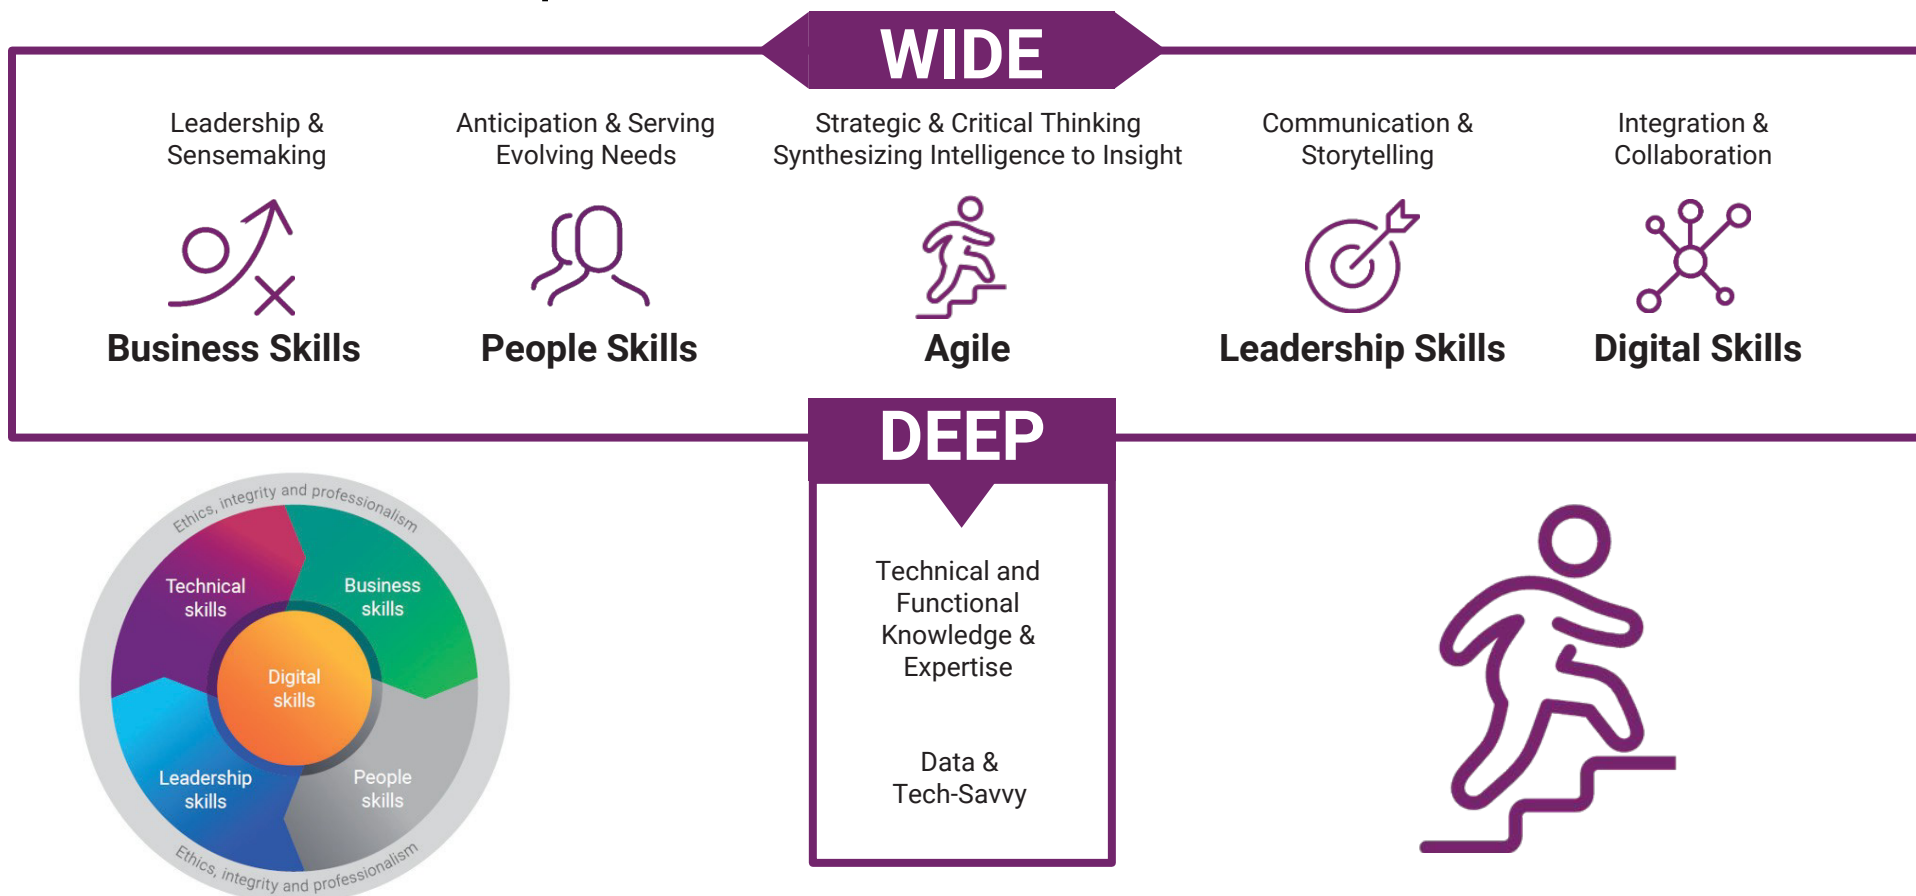 WIDE
Leadership &
Sensemaking
Business Skills
Anticipation & Serving
Evolving Needs
People Skills
Strategic & Critical Thinking
Synthesizing Intelligence to Insight
Agile
Communication &
Storytelling
Leadership Skills
Integration &
Collaboration
Digital Skills
DEEP
Technical and
Functional
Knowledge &
Expertise
Data &
Tech-Savvy
Ethics, integrity and professionalism
Technical
skills
Business
skills
Digital
skills
Leadership
skills
People
skills
Ethics, integrity and professionalism